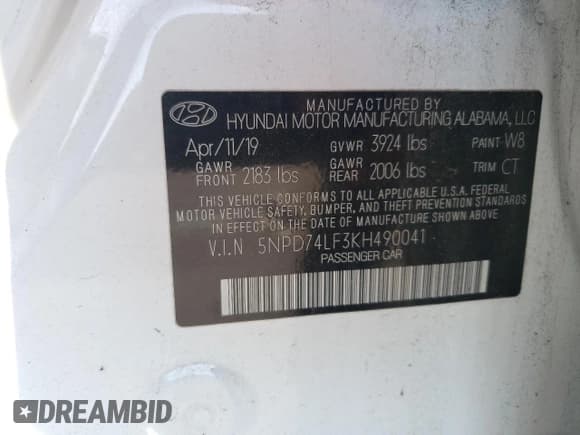 MANUFACTURED BY
HYUNDAI MOTOR MANUFACTURING ALABAMA, LLC
Apr/11/19 GVWR 3924 lbs PAINT W8
GAWR FRONT 2183 lbs GAWR REAR 2006 lbs TRIM CT
THIS VEHICLE CONFORMS TO ALL APPLICABLE U.S.A. FEDERAL
MOTOR VEHICLE SAFETY, BUMPER, AND THEFT PREVENTION STANDARDS
IN EFFECT ON THE DATE OF MANUFACTURE SHOWN ABOVE.
V.I.N 5NPD74LF3KH490041
PASSENGER CAR
DREAMBID